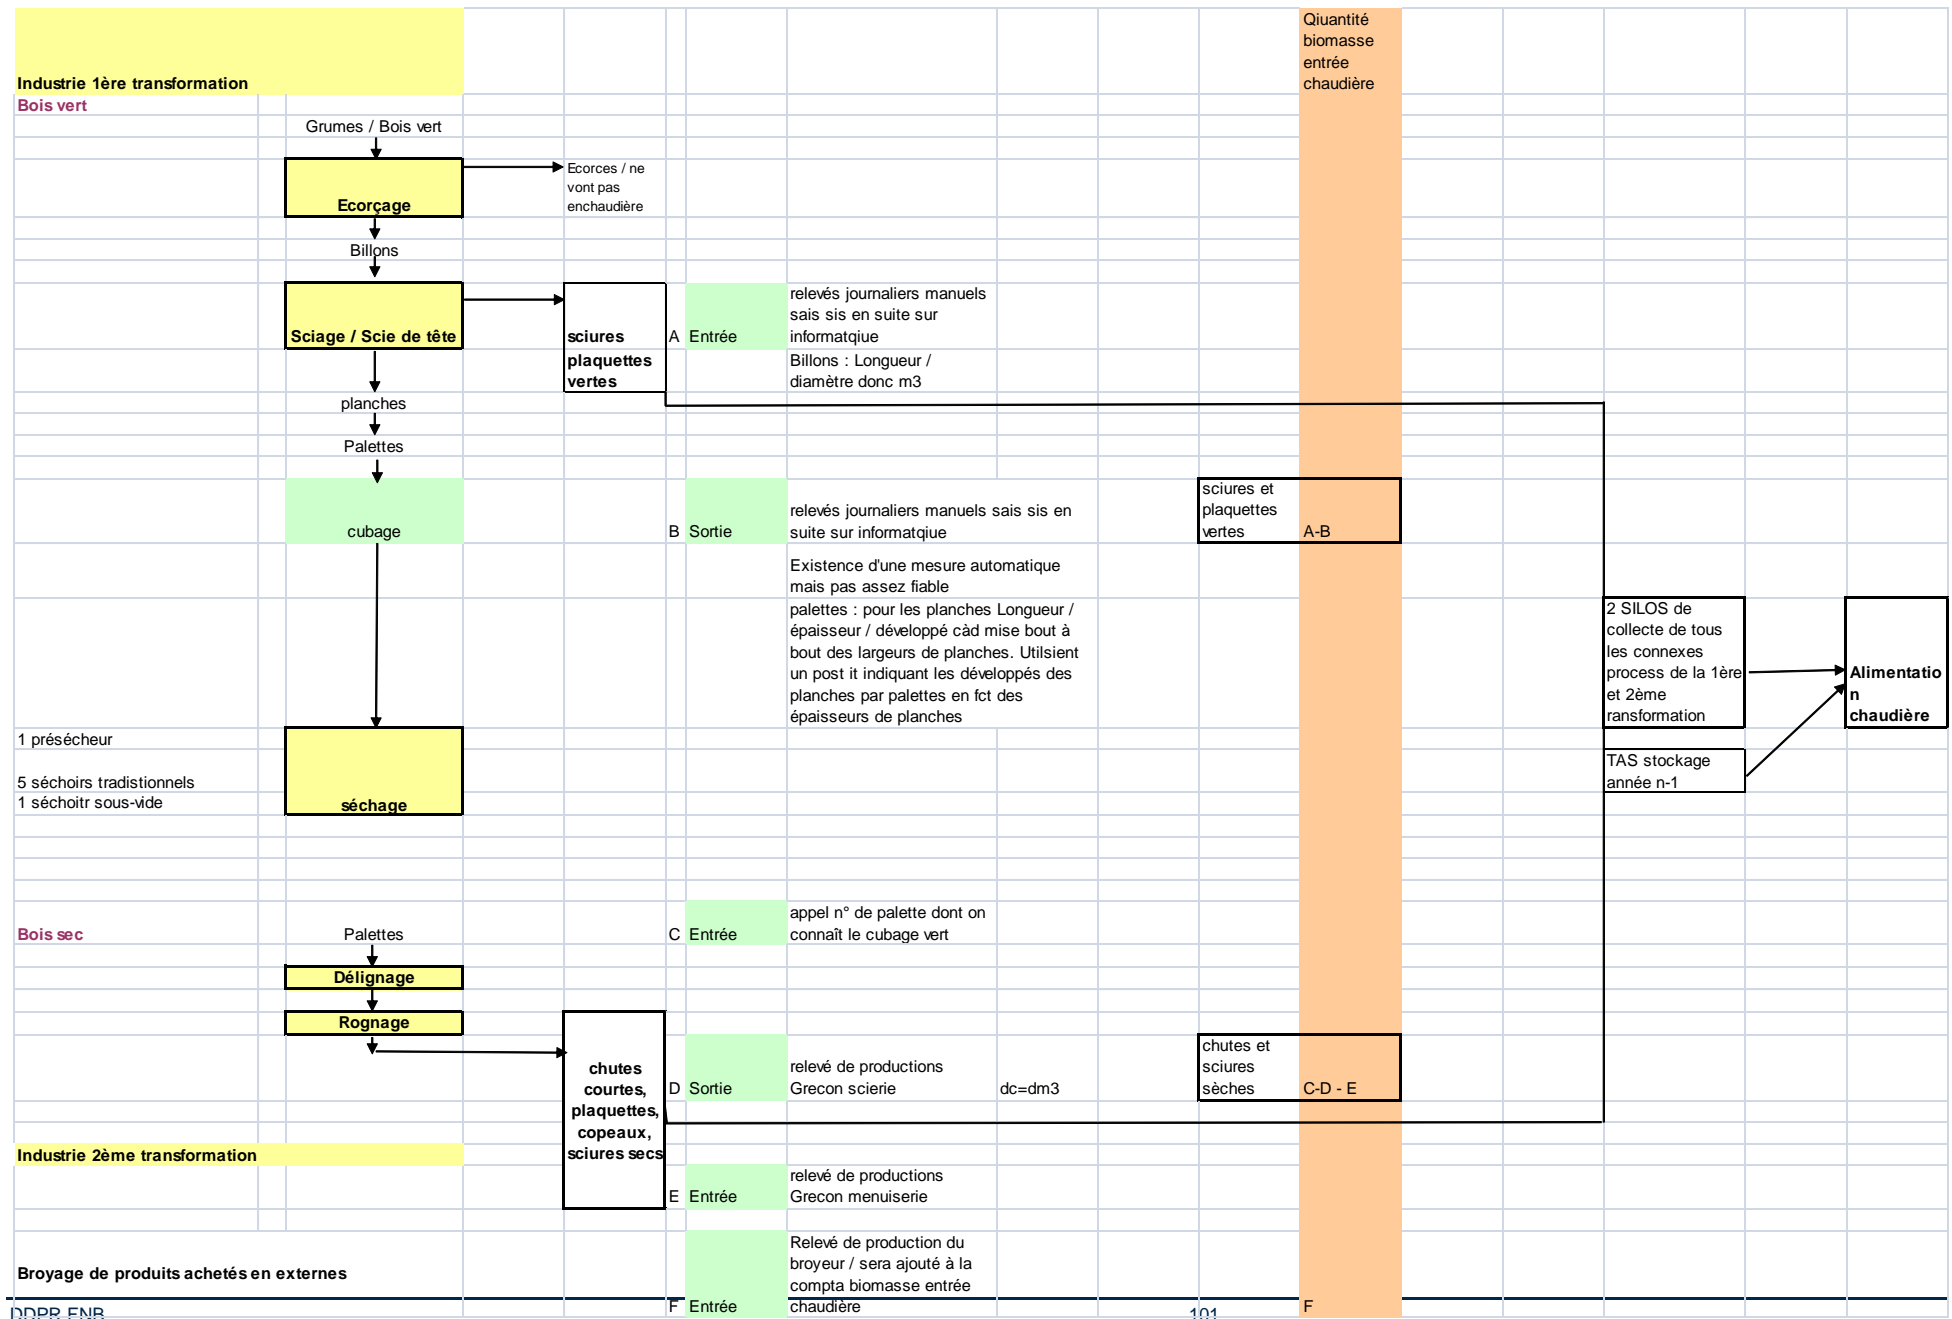 Qiuantité
biomasse
entrée
chaudière
Industrie 1ère transformation
Bois vert
Grumes / Bois vert
Ecorçage
Ecorces / ne
vont pas
enchaudière
Billons
Sciage / Scie de tête
sciures
plaquettes
vertes
A Entrée
relevés journaliers manuels
sais sis en suite sur
informatqiue
Billons : Longueur /
diamètre donc m3
planches
Palettes
cubage
B Sortie
relevés journaliers manuels sais sis en
suite sur informatqiue
sciures et
plaquettes
vertes
A-B
Existence d'une mesure automatique
mais pas assez fiable
palettes : pour les planches Longueur /
épaisseur / développé càd mise bout à
bout des largeurs de planches. Utilsient
un post it indiquant les développés des
planches par palettes en fct des
épaisseurs de planches
2 SILOS de
collecte de tous
les connexes
process de la 1ère
et 2ème
ransformation
Alimentatio
n
chaudière
1 présécheur
5 séchoirs tradistionnels
1 séchoitr sous-vide
séchage
TAS stockage
année n-1
Bois sec
Palettes
C Entrée
appel n° de palette dont on
connaît le cubage vert
Délignage
Rognage
chutes
courtes,
plaquettes,
copeaux,
sciures secs
D Sortie
relevé de productions
Grecon scierie
dc=dm3
chutes et
sciures
sèches
C-D - E
Industrie 2ème transformation
E Entrée
relevé de productions
Grecon menuiserie
Broyage de produits achetés en externes
F Entrée
Relevé de production du
broyeur / sera ajouté à la
compta biomasse entrée
chaudière
F
DDPR FNB
101